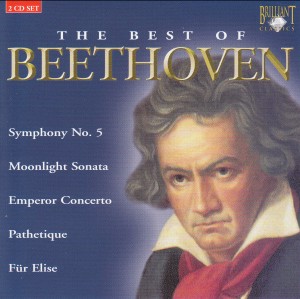 2 CD SET
BRILLIANT
CLASSICS
THE BEST OF
BEETHOVEN
Symphony No. 5
Moonlight Sonata
Emperor Concerto
Pathetique
Für Elise